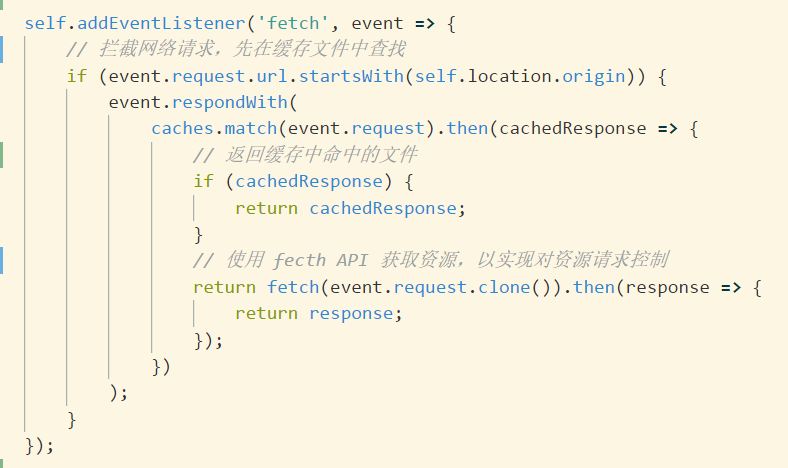 self.addEventListener('fetch', event => {
    // 拦截网络请求，先在缓存文件中查找
    if (event.request.url.startsWith(self.location.origin)) {
        event.respondWith(
            caches.match(event.request).then(cachedResponse => {
                // 返回缓存中命中的文件
                if (cachedResponse) {
                    return cachedResponse;
                }
                // 使用 fecth API 获取资源，以实现对资源请求控制
                return fetch(event.request.clone()).then(response => {
                    return response;
                });
            })
        );
    }
});